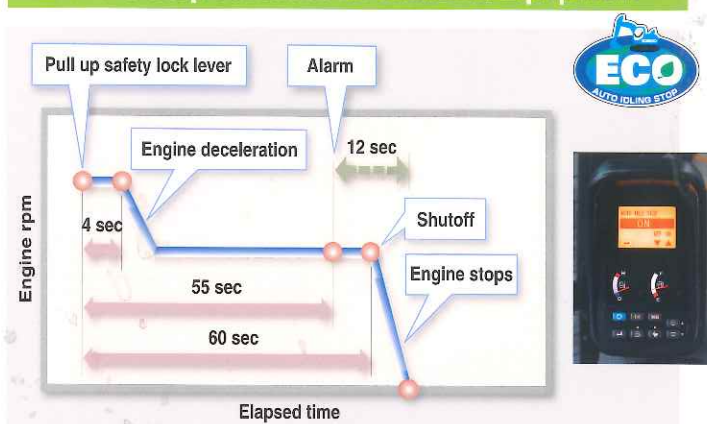 Pull up safety lock lever
Alarm
ECO
AUTO IDLING STOP
12 sec
Engine deceleration
4 sec
Shutoff
Engine stops
55 sec
60 sec
Engine rpm
Elapsed time
ON